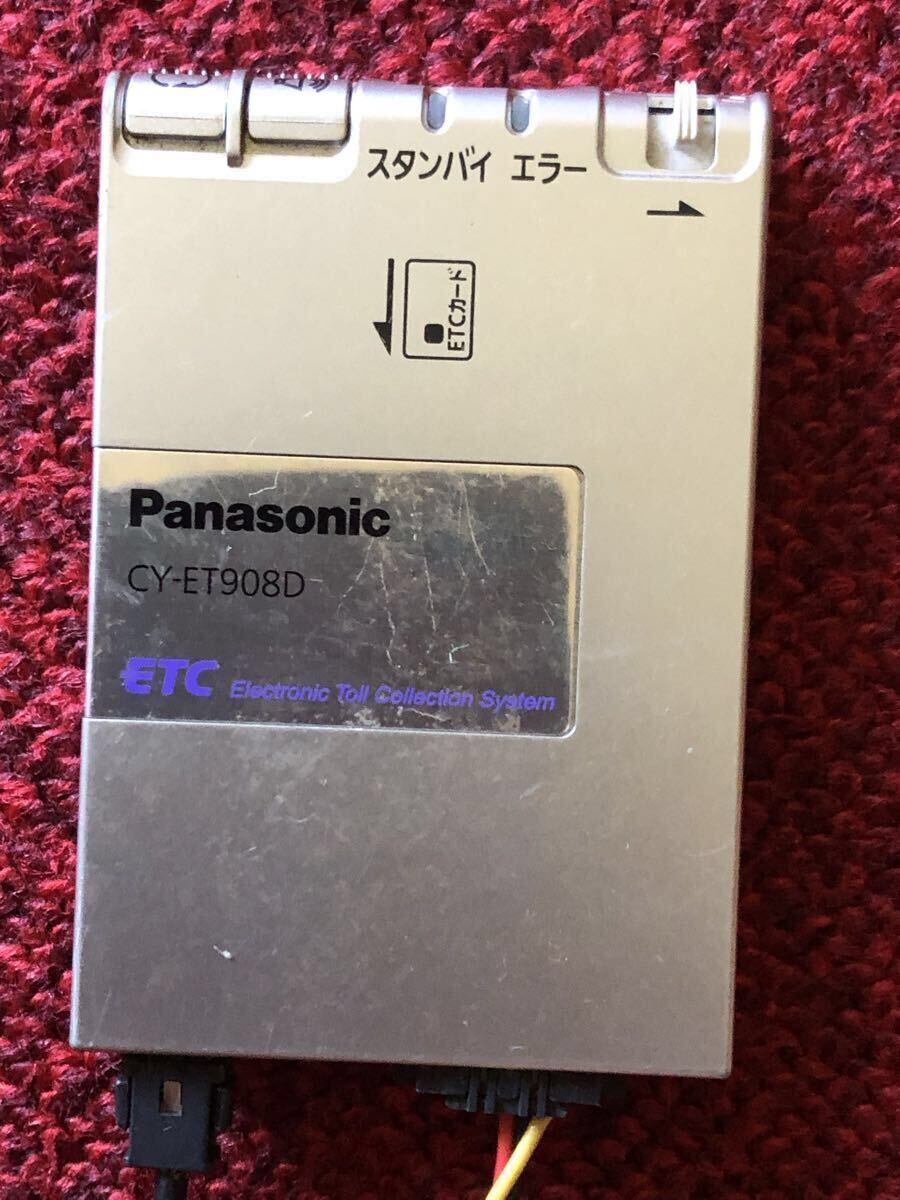 スタンバイ エラー
ETCカード
Panasonic
CY-ET908D
ETC Electronic Toll Collection System